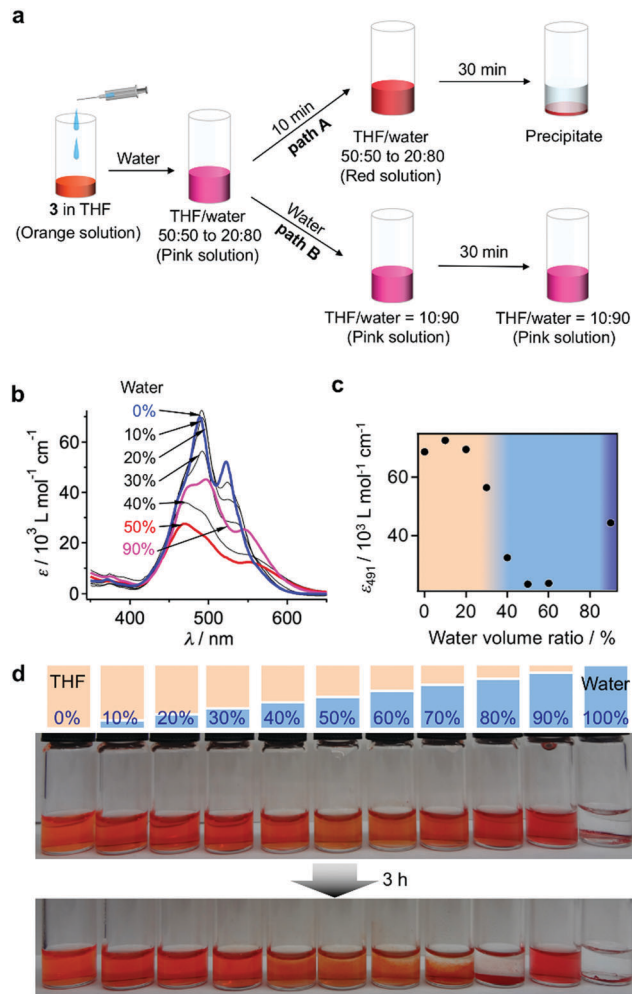 a
Water
3 in THF
(Orange solution)
THF/water
50:50 to 20:80
(Pink solution)
10 min
path A
THF/water
50:50 to 20:80
(Red solution)
30 min
Precipitate
Water
path B
THF/water = 10:90
(Pink solution)
30 min
THF/water = 10:90
(Pink solution)
b
Water
0%
10%
20%
30%
40%
50%
90%
60
40
20
0
ε / 10³ L mol⁻¹ cm⁻¹
400 500 600
λ / nm
c
80
40
ε₄₉₁ / 10³ L mol⁻¹ cm⁻¹
0 20 40 60 80
Water volume ratio / %
d
THF Water
0% 10% 20% 30% 40% 50% 60% 70% 80% 90% 100%
3 h